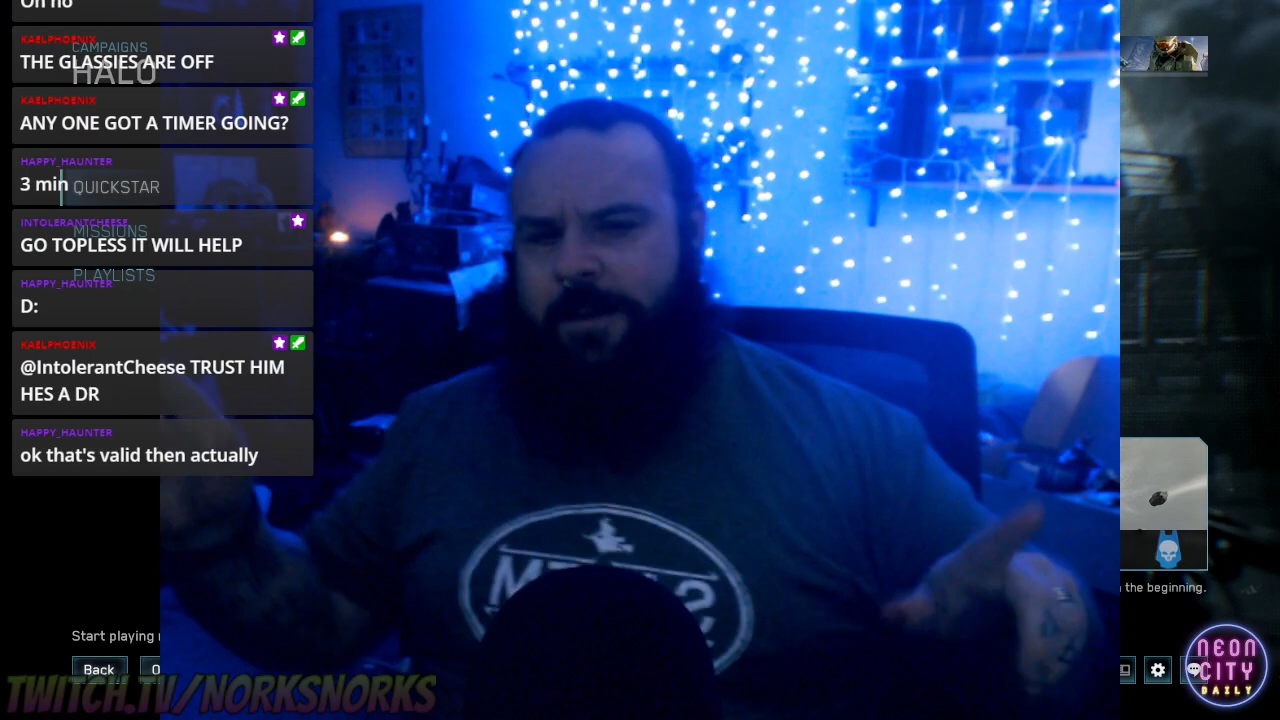 Oh no
KAELPHOENIX
THE GLASSIES ARE OFF
CAMPAIGNS
HALO
KAELPHOENIX
ANY ONE GOT A TIMER GOING?
HAPPY_HAUNTER
3 min
QUICKSTAR
INTOLERANTCHEESE
GO TOPLESS IT WILL HELP
MISSIONS
PLAYLISTS
HAPPY_HAUNTER
D:
KAELPHOENIX
@IntolerantCheese TRUST HIM
HES A DR
HAPPY_HAUNTER
ok that's valid then actually
the beginning.
Start playing
Back
TWITCH.TV/NORKSNORKS
NEON
CITY
DAILY